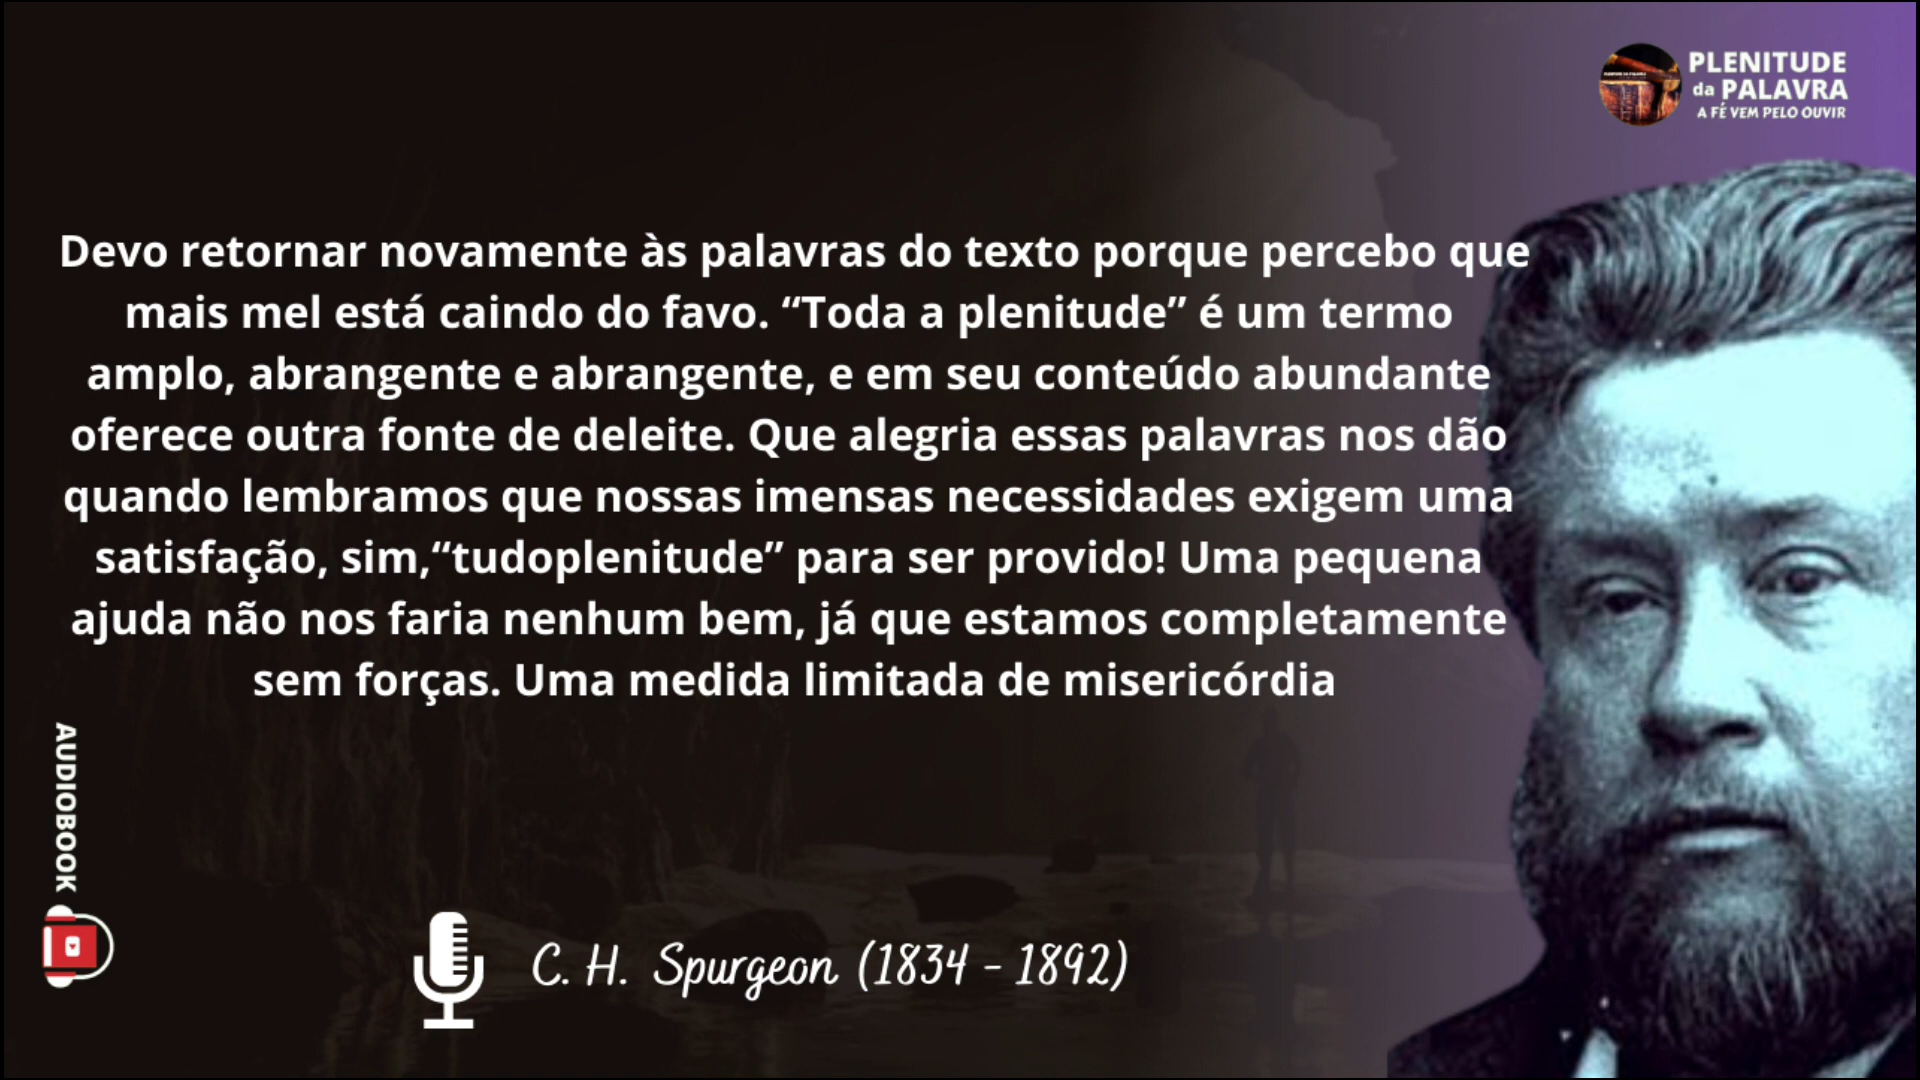 PLENITUDE
da PALAVRA
A FÉ VEM PELO OUVIR
Devo retornar novamente às palavras do texto porque percebo que
mais mel está caindo do favo. “Toda a plenitude” é um termo
amplo, abrangente e abrangente, e em seu conteúdo abundante
oferece outra fonte de deleite. Que alegria essas palavras nos dão
quando lembramos que nossas imensas necessidades exigem uma
satisfação, sim,“tudoplenitude” para ser provido! Uma pequena
ajuda não nos faria nenhum bem, já que estamos completamente
sem forças. Uma medida limitada de misericórdia
AUDIOBOOK
C. H. Spurgeon (1834 - 1892)